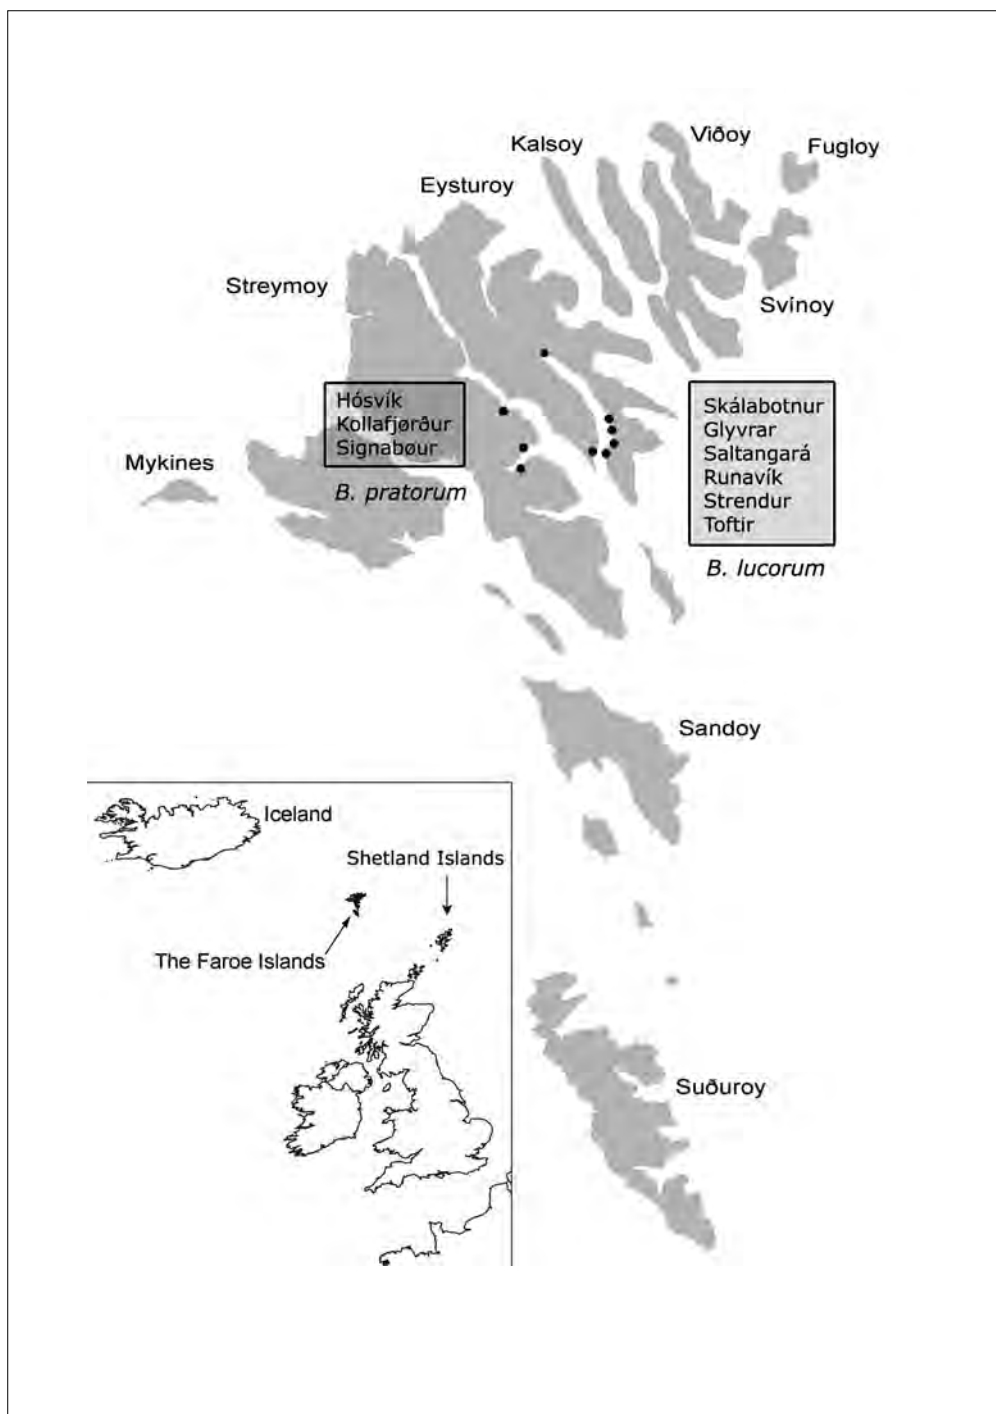 Viðoy
Kalsoy
Fugloy
Eysturoy
Streymoy
Svínoy
Hósvík
Kollafjørður
Signabøur
B. pratorum
Skálabotnur
Glyvrar
Saltangará
Runavík
Strendur
Toftir
B. lucorum
Mykines
Sandoy
Iceland
Shetland Islands
The Faroe Islands
Suðuroy